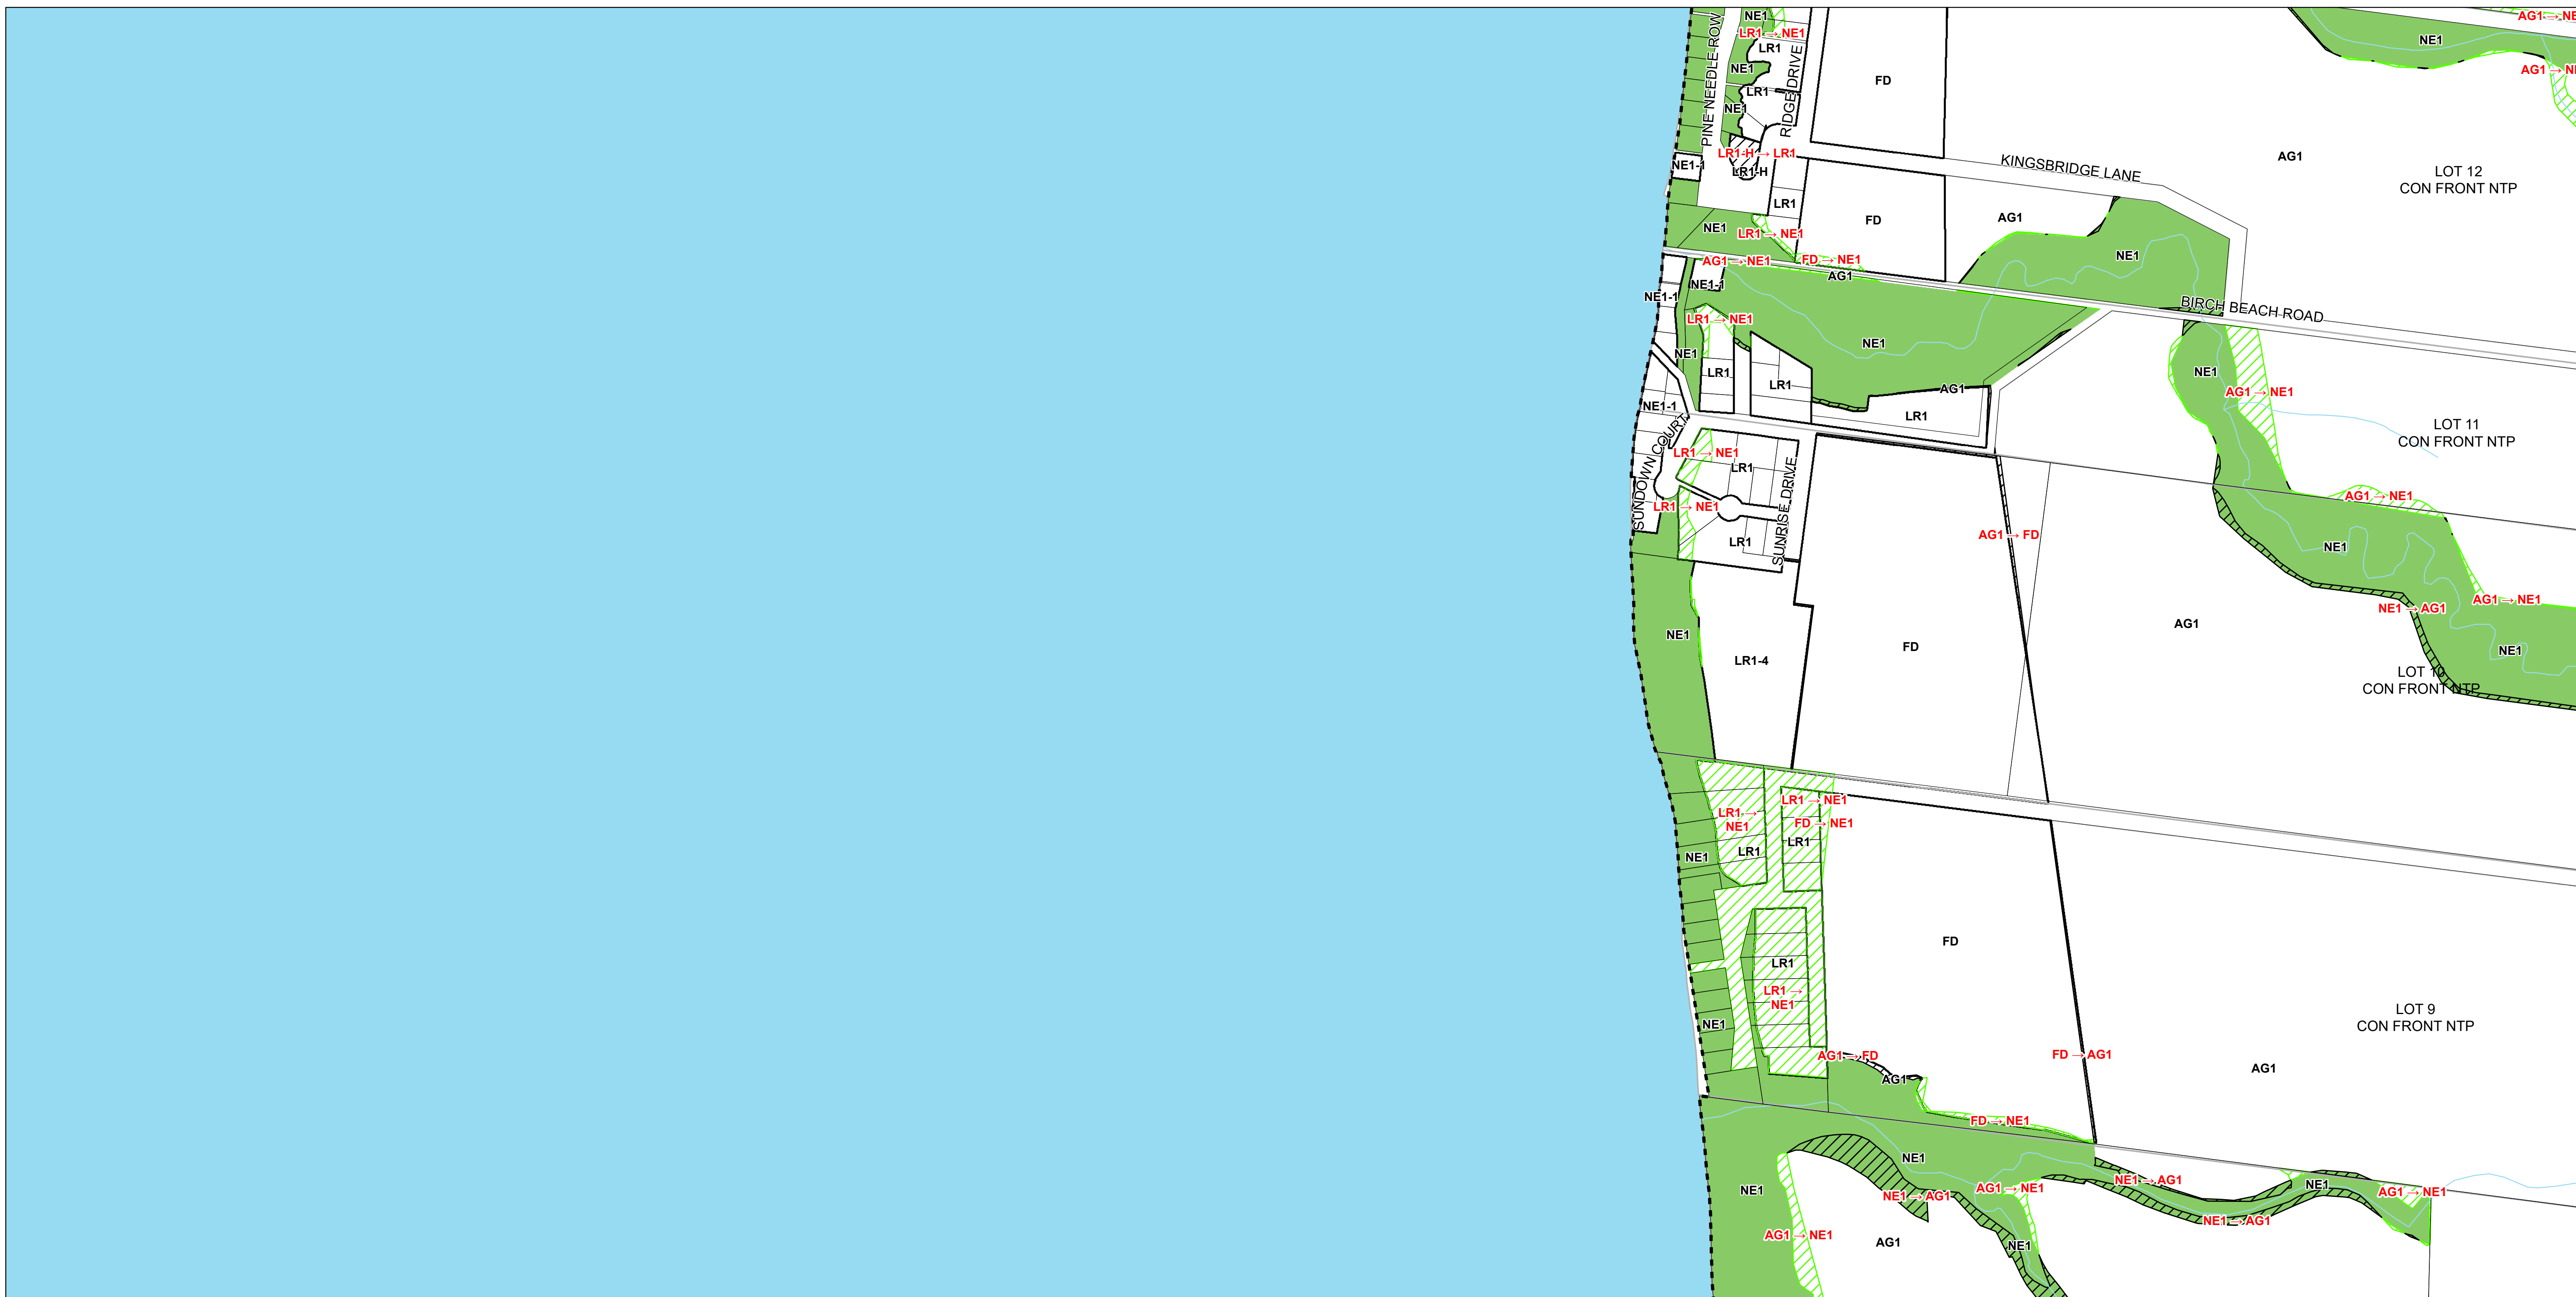 NE1
AG1 → NE
LR1 → NE1
NE1
LR1
PINE NEEDLE ROW
RIDGE DRIVE
NE1
AG1 → NE
FD
LR1
NE1
LR1-H → LR1
AG1
NE1-1
LR1-H
KINGSBRIDGE LANE
LOT 12
CON FRONT NTP
LR1
AG1
FD
NE1
LR1 → NE1
NE1
AG1 → NE1
FD → NE1
AG1
NE1-1
NE1-1
BIRCH BEACH ROAD
LR1 → NE1
NE1
NE1
LR1
NE1
LR1
AG1
AG1 → NE1
NE1-1
LR1
LOT 11
CON FRONT NTP
SUNDOWN COURT
LR1 → NE1
LR1
SUNRISE DRIVE
AG1 → NE1
LR1 → NE1
AG1 → FD
LR1
NE1
AG1 → NE1
NE1 → AG1
AG1
NE1
FD
NE1
LR1-4
LOT 10
CON FRONT NTP
LR1 → NE1
LR1 →
NE1
FD → NE1
LR1
LR1
NE1
FD
LR1
LR1 →
NE1
LOT 9
CON FRONT NTP
NE1
AG1 → FD
FD → AG1
AG1
AG1
FD → NE1
NE1
NE1 → AG1
NE1
AG1 → NE1
NE1
AG1 → NE1
NE1 → AG1
NE1 → AG1
AG1 → NE1
AG1
NE1